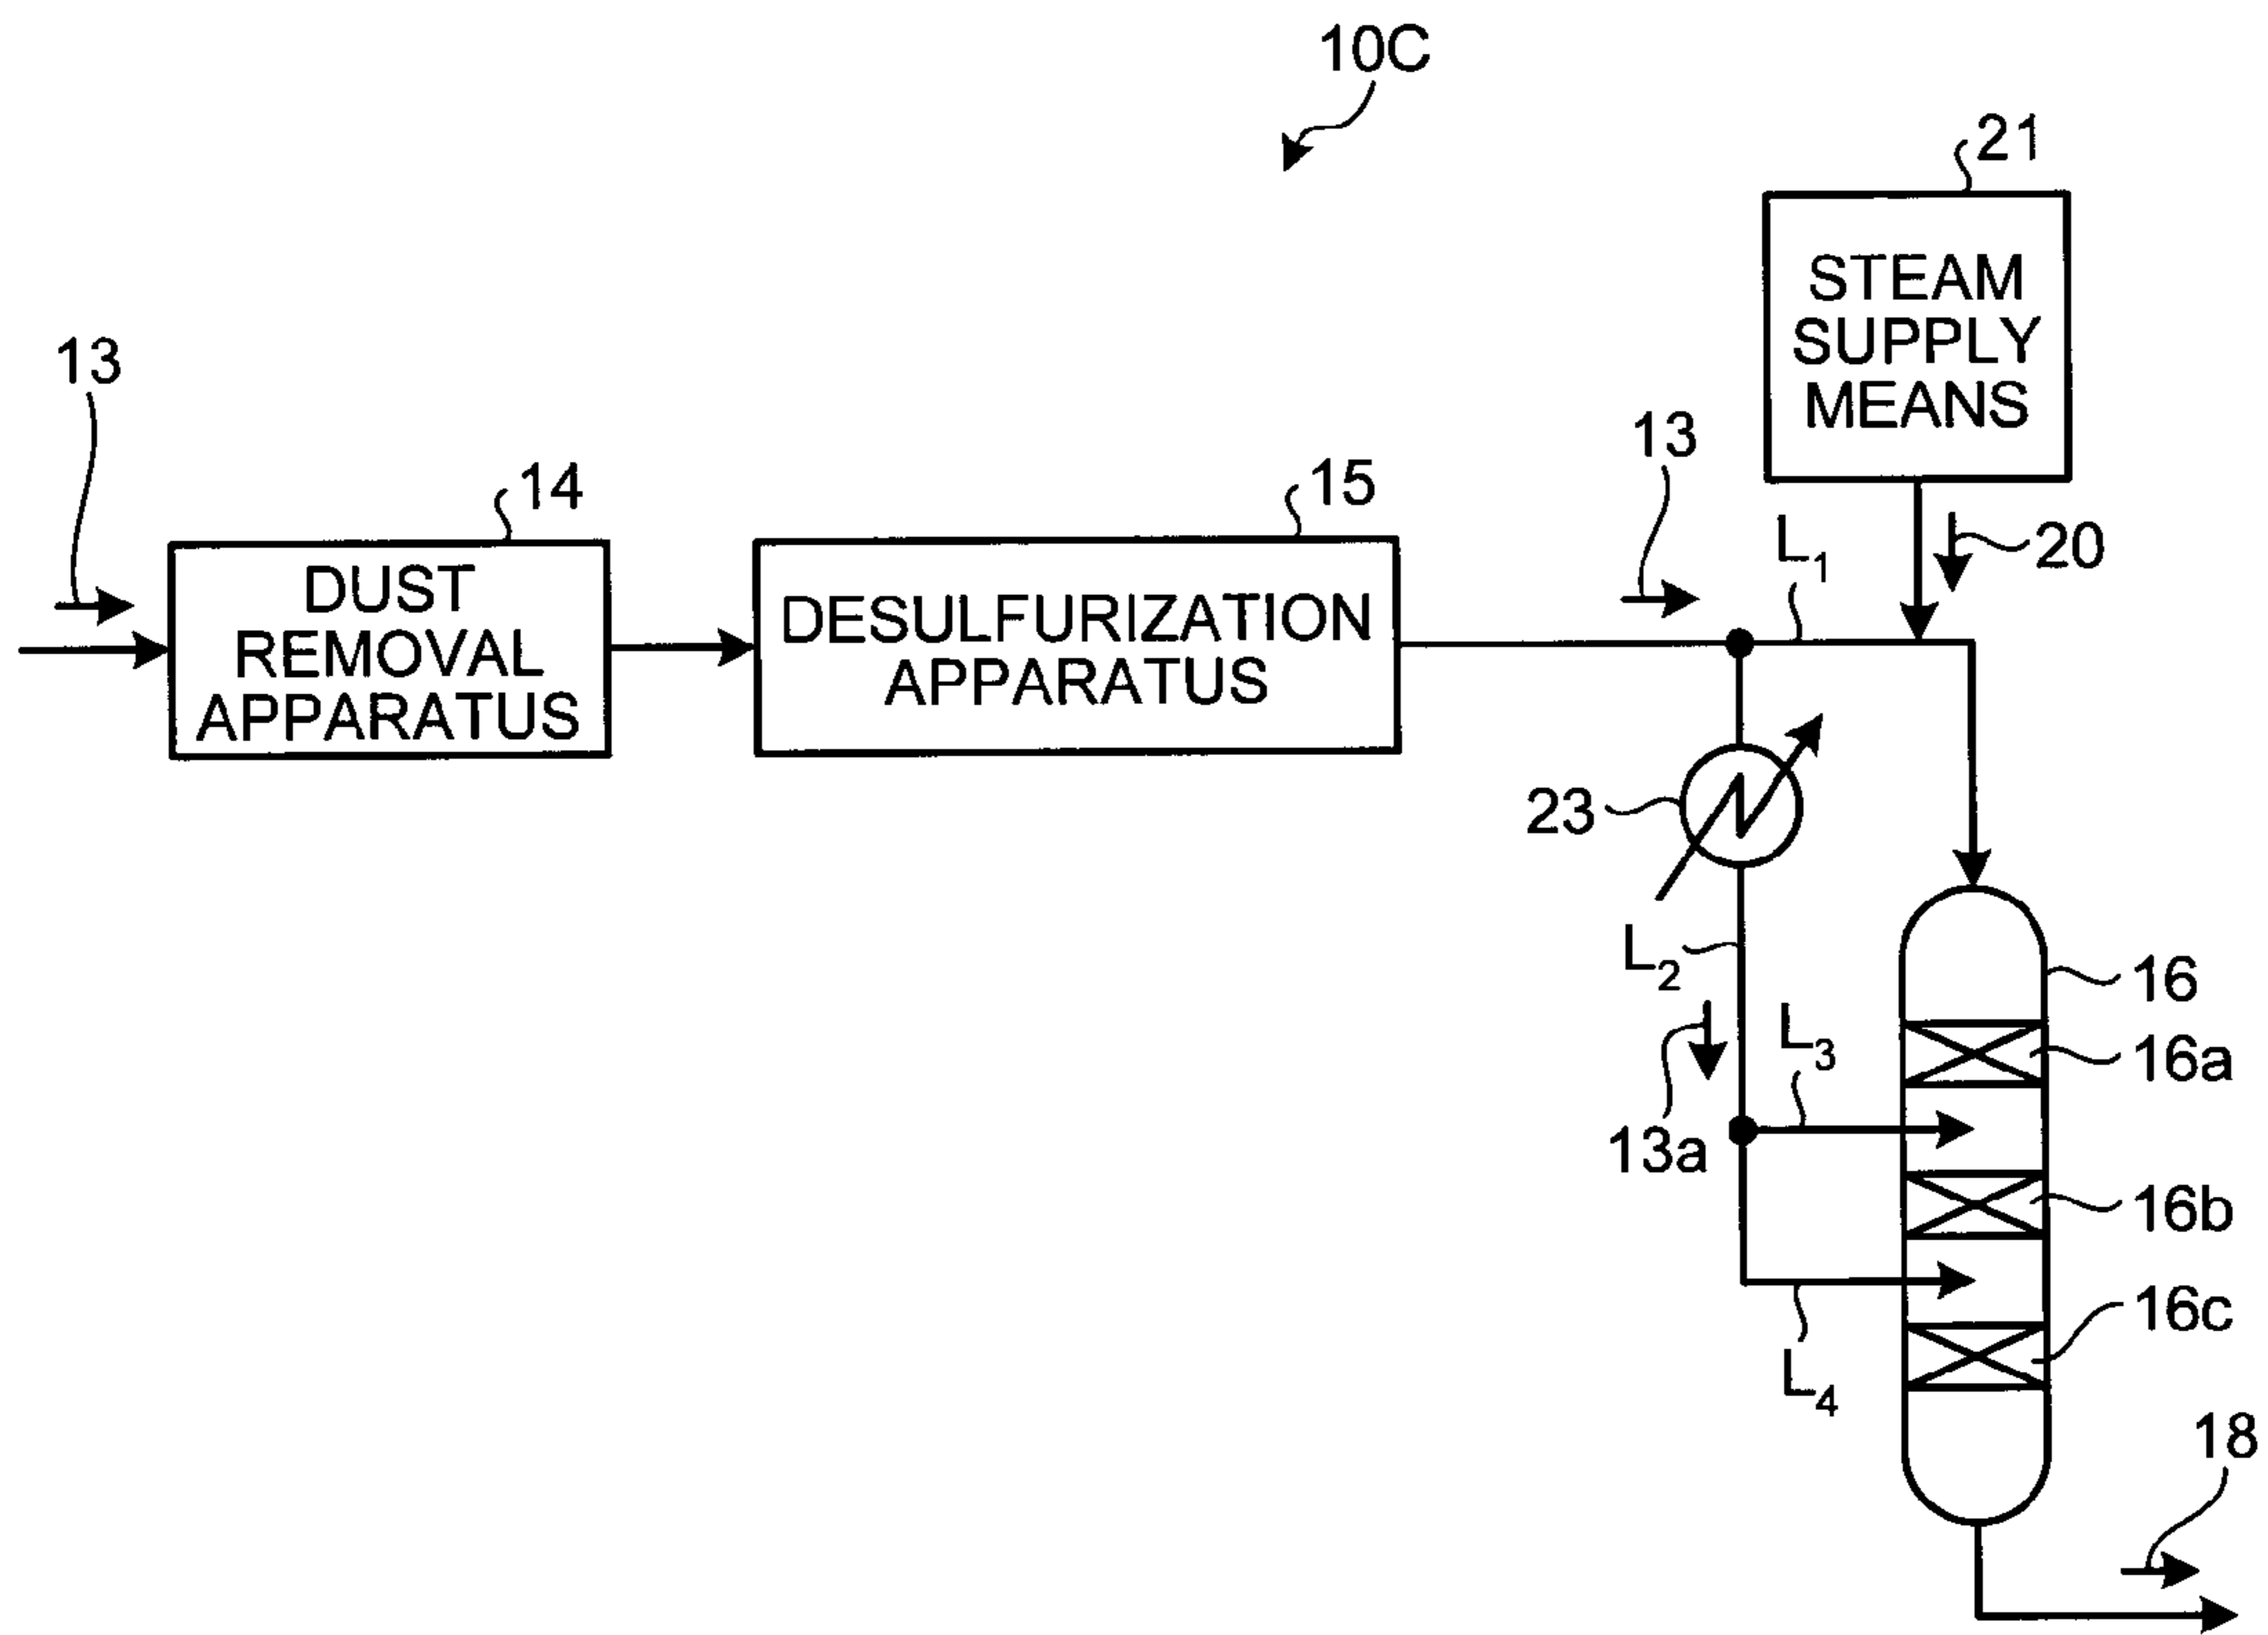 10C
21
STEAM
SUPPLY
MEANS
13
13
14
15
L1
20
DUST
REMOVAL
APPARATUS
DESULFURIZATION
APPARATUS
23
L2
16
L3
16a
13a
16b
16c
L4
18